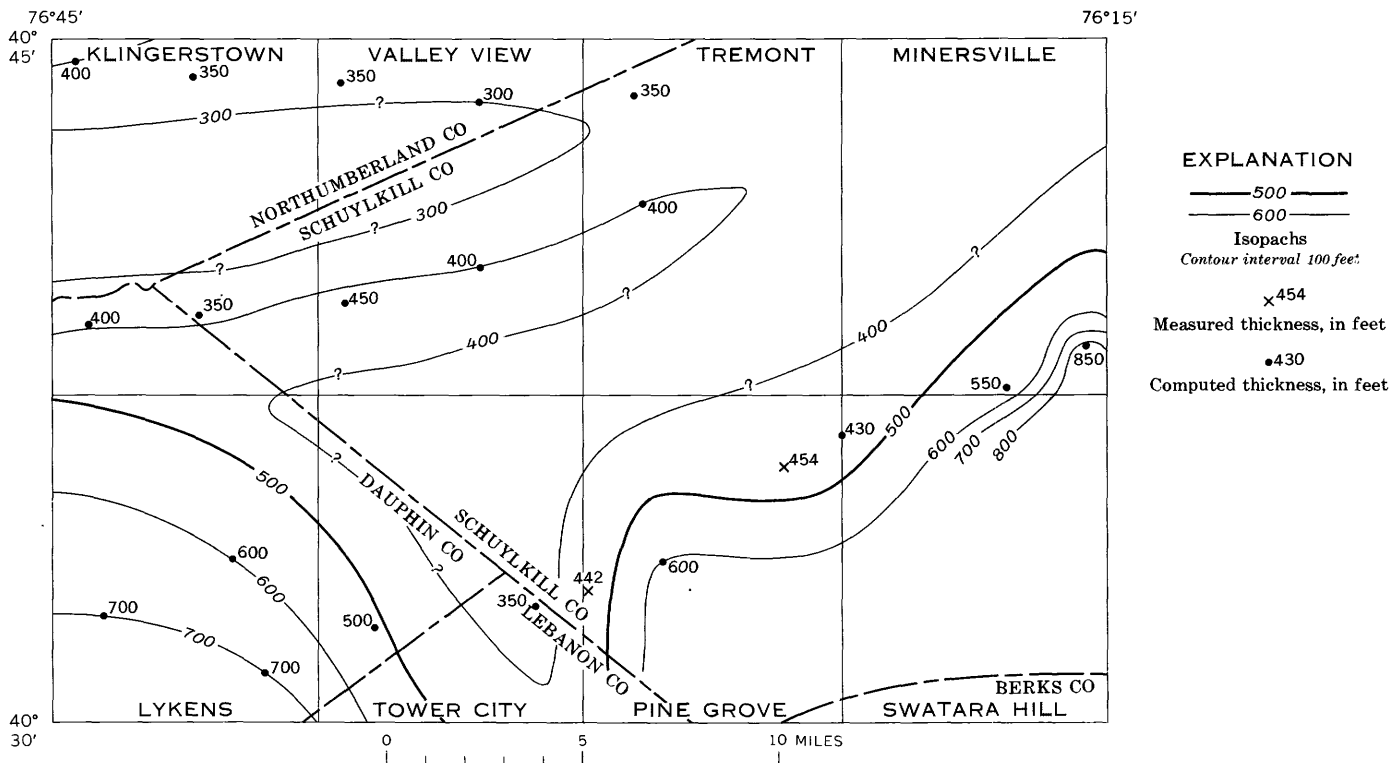 76°45′
76°15′
40°
45′
KLINGERSTOWN
VALLEY VIEW
TREMONT
MINERSVILLE
400
350
350
300
350
300
?
?
NORTHUMBERLAND CO
SCHUYLKILL CO
300
?
?
400
400
450
350
400
?
400
?
?
400
?
?
850
550
500
430
454
600
700
800
500
?
DAUPHIN CO
SCHUYLKILL CO
?
442
350
LEBANON CO
600
600
600
500
700
700
700
BERKS CO
LYKENS
TOWER CITY
PINE GROVE
SWATARA HILL
40°
30′
0 5 10 MILES
EXPLANATION
500
600
Isopachs
Contour interval 100 feet
×454
Measured thickness, in feet
430
Computed thickness, in feet